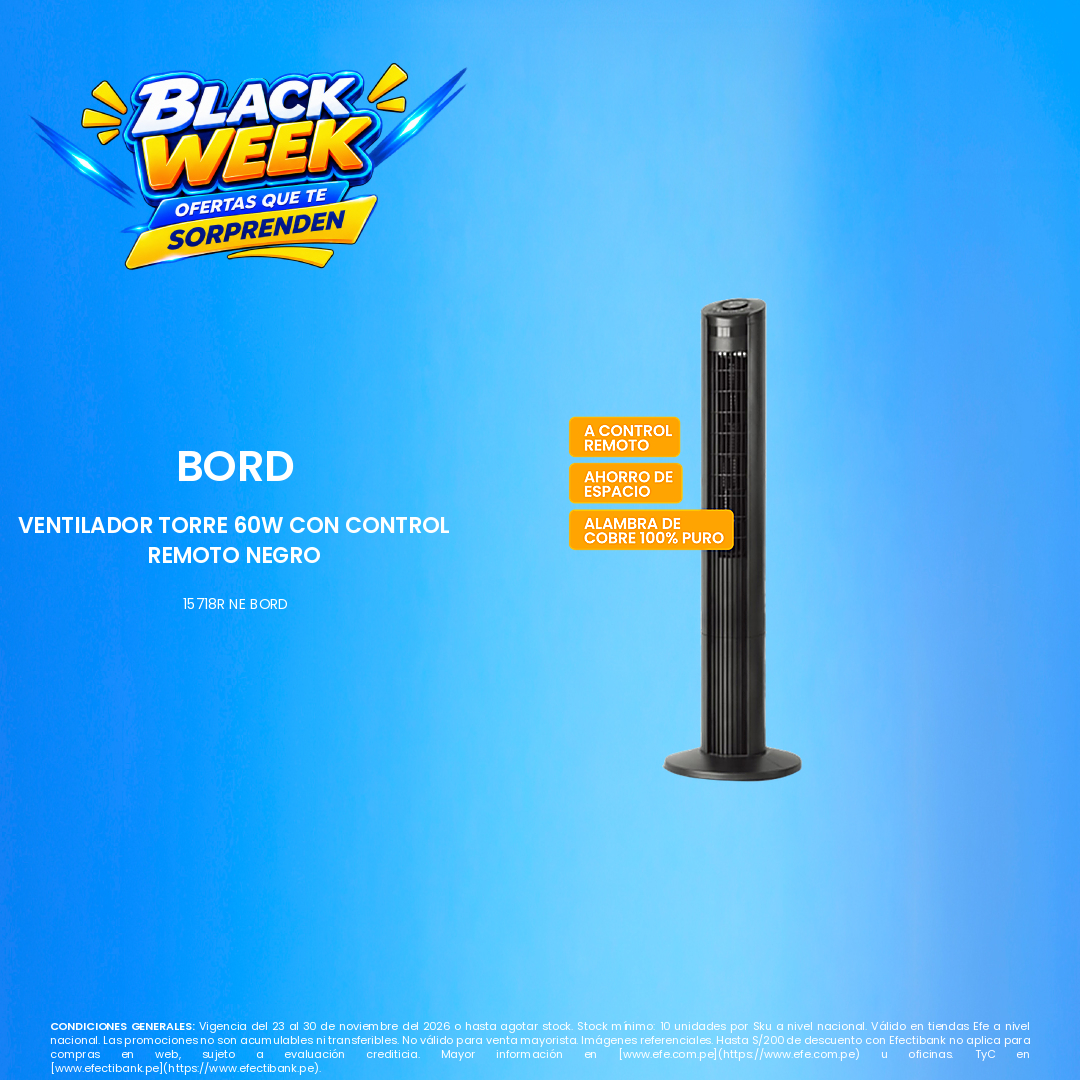 BLACK
WEEK
OFERTAS QUE TE
SORPRENDEN
A CONTROL
REMOTO
AHORRO DE
ESPACIO
ALAMBRA DE
COBRE 100% PURO
BORD
VENTILADOR TORRE 60W CON CONTROL
REMOTO NEGRO
15718R NE BORD
CONDICIONES GENERALES: Vigencia del 23 al 30 de noviembre del 2026 o hasta agotar stock. Stock mínimo: 10 unidades por Sku a nivel nacional. Válido en tiendas Efe a nivel
nacional. Las promociones no son acumulables ni transferibles. No válido para venta mayorista. Imágenes referenciales. Hasta S/200 de descuento con Efectibank no aplica para
compras en web, sujeto a evaluación crediticia. Mayor información en [www.efe.com.pe](https://www.efe.com.pe) u oficinas. TyC en
[www.efectibank.pe](https://www.efectibank.pe).